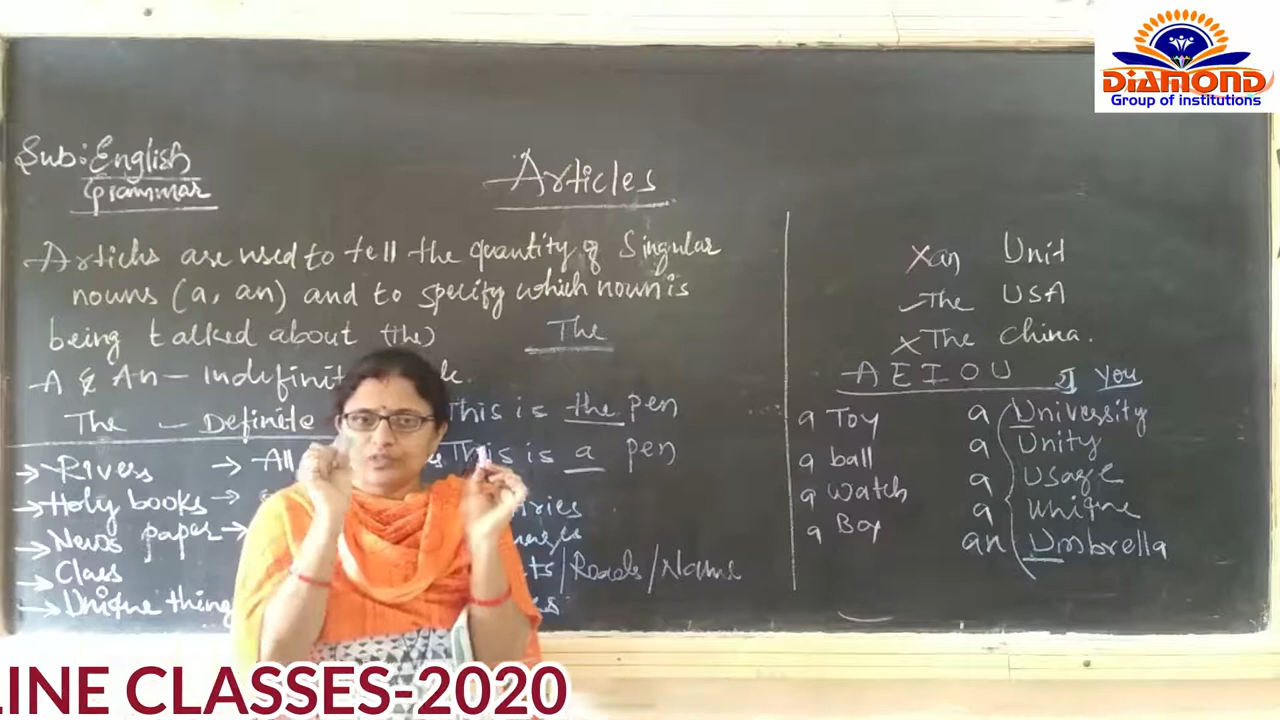 DIAMOND
Group of institutions
Sub: English
Grammar
Articles
Articles are used to tell the quantity of Singular
nouns (a, an) and to specify which noun is
being talked about (the)
The
A & An - Indefinit
The - Definite
This is the pen
This is a pen
→ Rivers
→ Holy books
→ News paper
→ Class
→ Unique thing
→ All
→
→
ts/Roads/Name
X an Unit
✓ The USA
X The China.
A E I O U
you
a Toy
a ball
a Watch
a Boy
a University
a Unity
a Usage
a Unique
an Umbrella
LINE CLASSES-2020